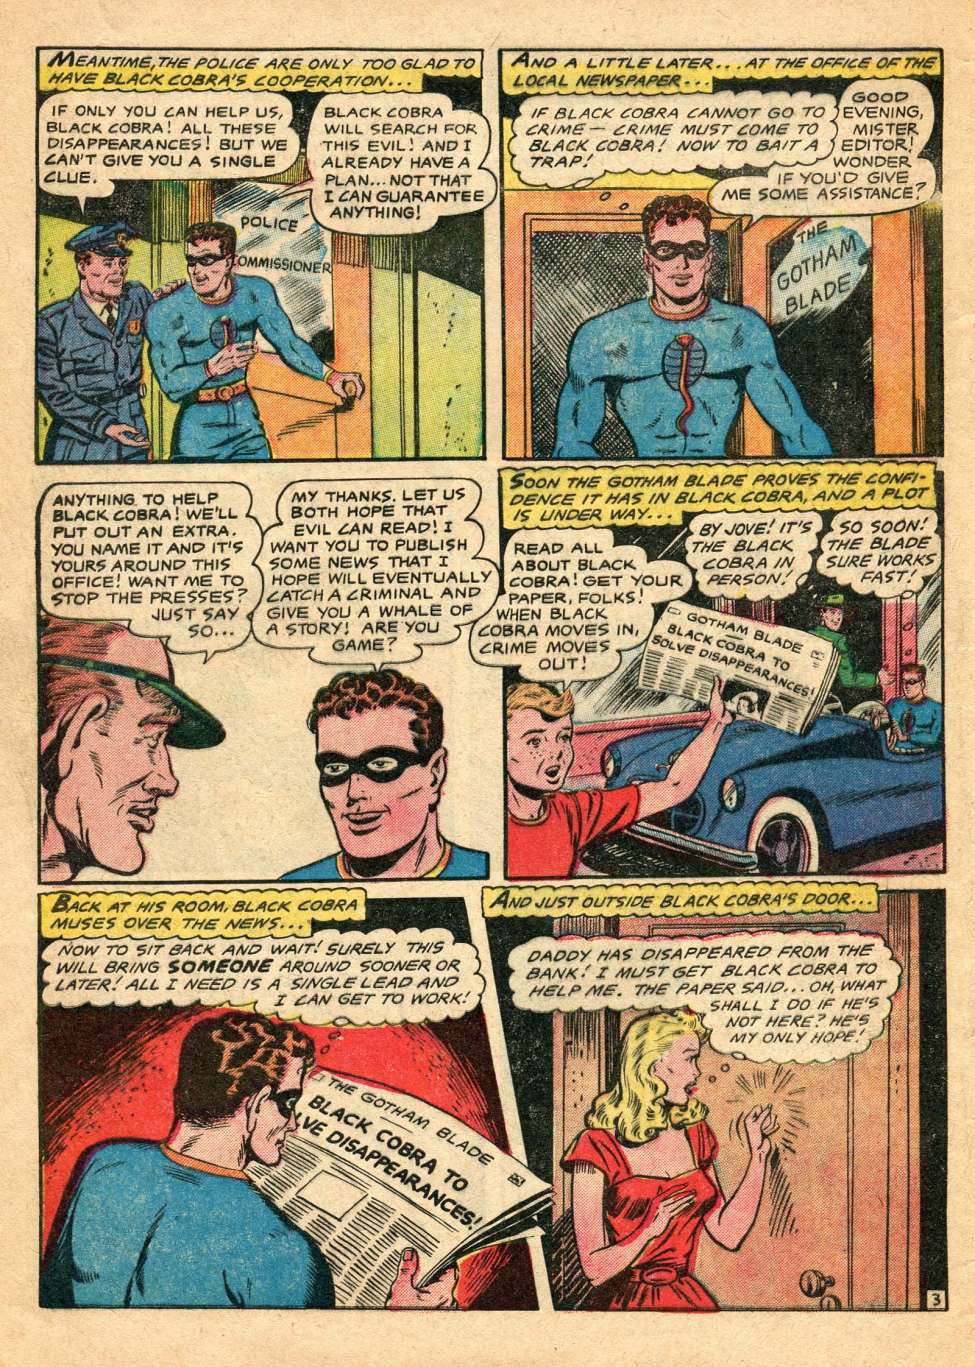 MEANTIME, THE POLICE ARE ONLY TOO GLAD TO
HAVE BLACK COBRA'S COOPERATION...
IF ONLY YOU CAN HELP US,
BLACK COBRA! ALL THESE
DISAPPEARANCES! BUT WE
CAN'T GIVE YOU A SINGLE
CLUE.
BLACK COBRA
WILL SEARCH FOR
THIS EVIL! AND I
ALREADY HAVE A
PLAN... NOT THAT
I CAN GUARANTEE
ANYTHING!
POLICE
COMMISSIONER
AND A LITTLE LATER... AT THE OFFICE OF THE
LOCAL NEWSPAPER...
IF BLACK COBRA CANNOT GO TO
CRIME— CRIME MUST COME TO
BLACK COBRA! NOW TO BAIT A
TRAP!
GOOD
EVENING,
MISTER
EDITOR!
WONDER
IF YOU'D GIVE
ME SOME ASSISTANCE?
THE
GOTHAM
BLADE
ANYTHING TO HELP
BLACK COBRA! WE'LL
PUT OUT AN EXTRA.
YOU NAME IT AND IT'S
YOURS AROUND THIS
OFFICE! WANT ME TO
STOP THE PRESSES?
JUST SAY
SO...
MY THANKS. LET US
BOTH HOPE THAT
EVIL CAN READ! I
WANT YOU TO PUBLISH
SOME NEWS THAT I
HOPE WILL EVENTUALLY
CATCH A CRIMINAL AND
GIVE YOU A WHALE OF
A STORY! ARE YOU
GAME?
SOON THE GOTHAM BLADE PROVES THE CONFI-
DENCE IT HAS IN BLACK COBRA, AND A PLOT
IS UNDER WAY...
READ ALL
ABOUT BLACK
COBRA! GET YOUR
PAPER, FOLKS!
WHEN BLACK
COBRA MOVES IN,
CRIME MOVES
OUT!
BY JOVE! IT'S
THE BLACK
COBRA IN
PERSON!
SO SOON!
THE BLADE
SURE WORKS
FAST!
GOTHAM BLADE
BLACK COBRA TO
SOLVE DISAPPEARANCES!
BACK AT HIS ROOM, BLACK COBRA
MUSES OVER THE NEWS...
NOW TO SIT BACK AND WAIT! SURELY THIS
WILL BRING SOMEONE AROUND SOONER OR
LATER! ALL I NEED IS A SINGLE LEAD AND
I CAN GET TO WORK!
THE GOTHAM BLADE
BLACK COBRA TO
LVE DISAPPEARANCES!
AND JUST OUTSIDE BLACK COBRA'S DOOR...
DADDY HAS DISAPPEARED FROM THE
BANK! I MUST GET BLACK COBRA TO
HELP ME. THE PAPER SAID... OH, WHAT
SHALL I DO IF HE'S
NOT HERE? HE'S
MY ONLY HOPE!
3